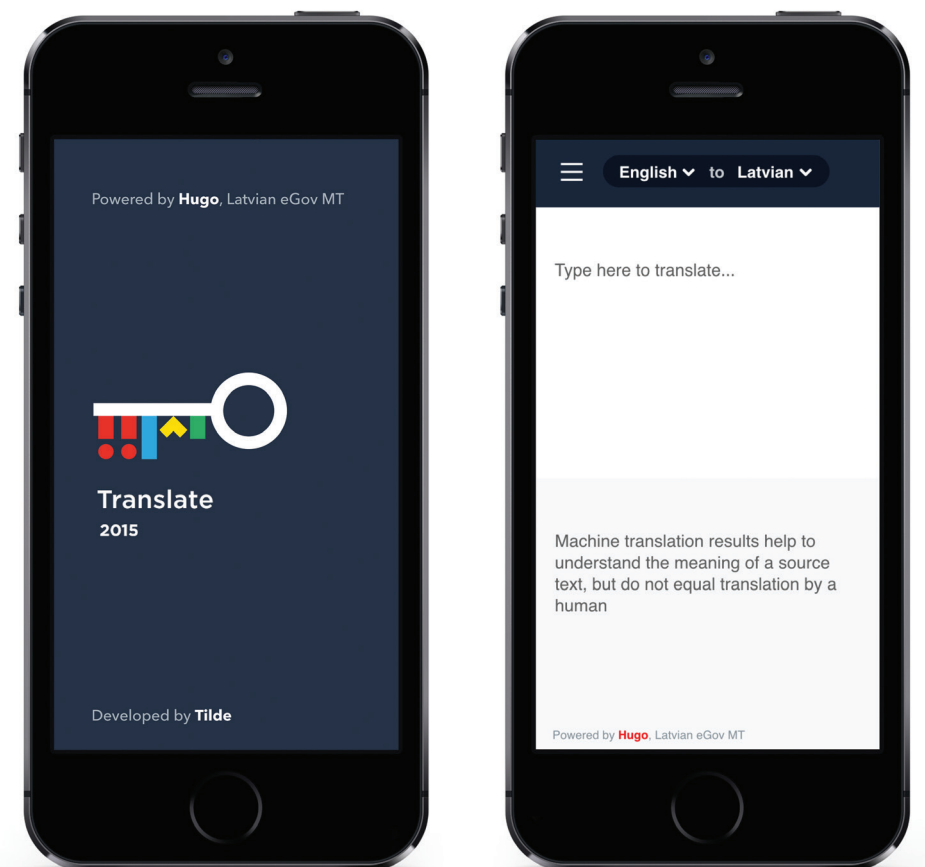 Powered by Hugo, Latvian eGov MT
Translate
2015
Developed by Tilde
English to Latvian
Type here to translate...
Machine translation results help to
understand the meaning of a source
text, but do not equal translation by a
human
Powered by Hugo, Latvian eGov MT